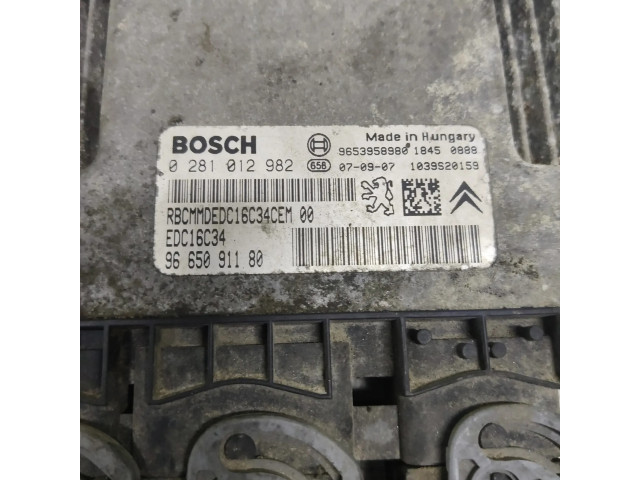 BOSCH
Made in Hungary
9653958980 1845 0888
0 281 012 982 658 07-09-07 1039S20159
RBCMMDEDC16C34CEM 00
EDC16C34
96 650 911 80